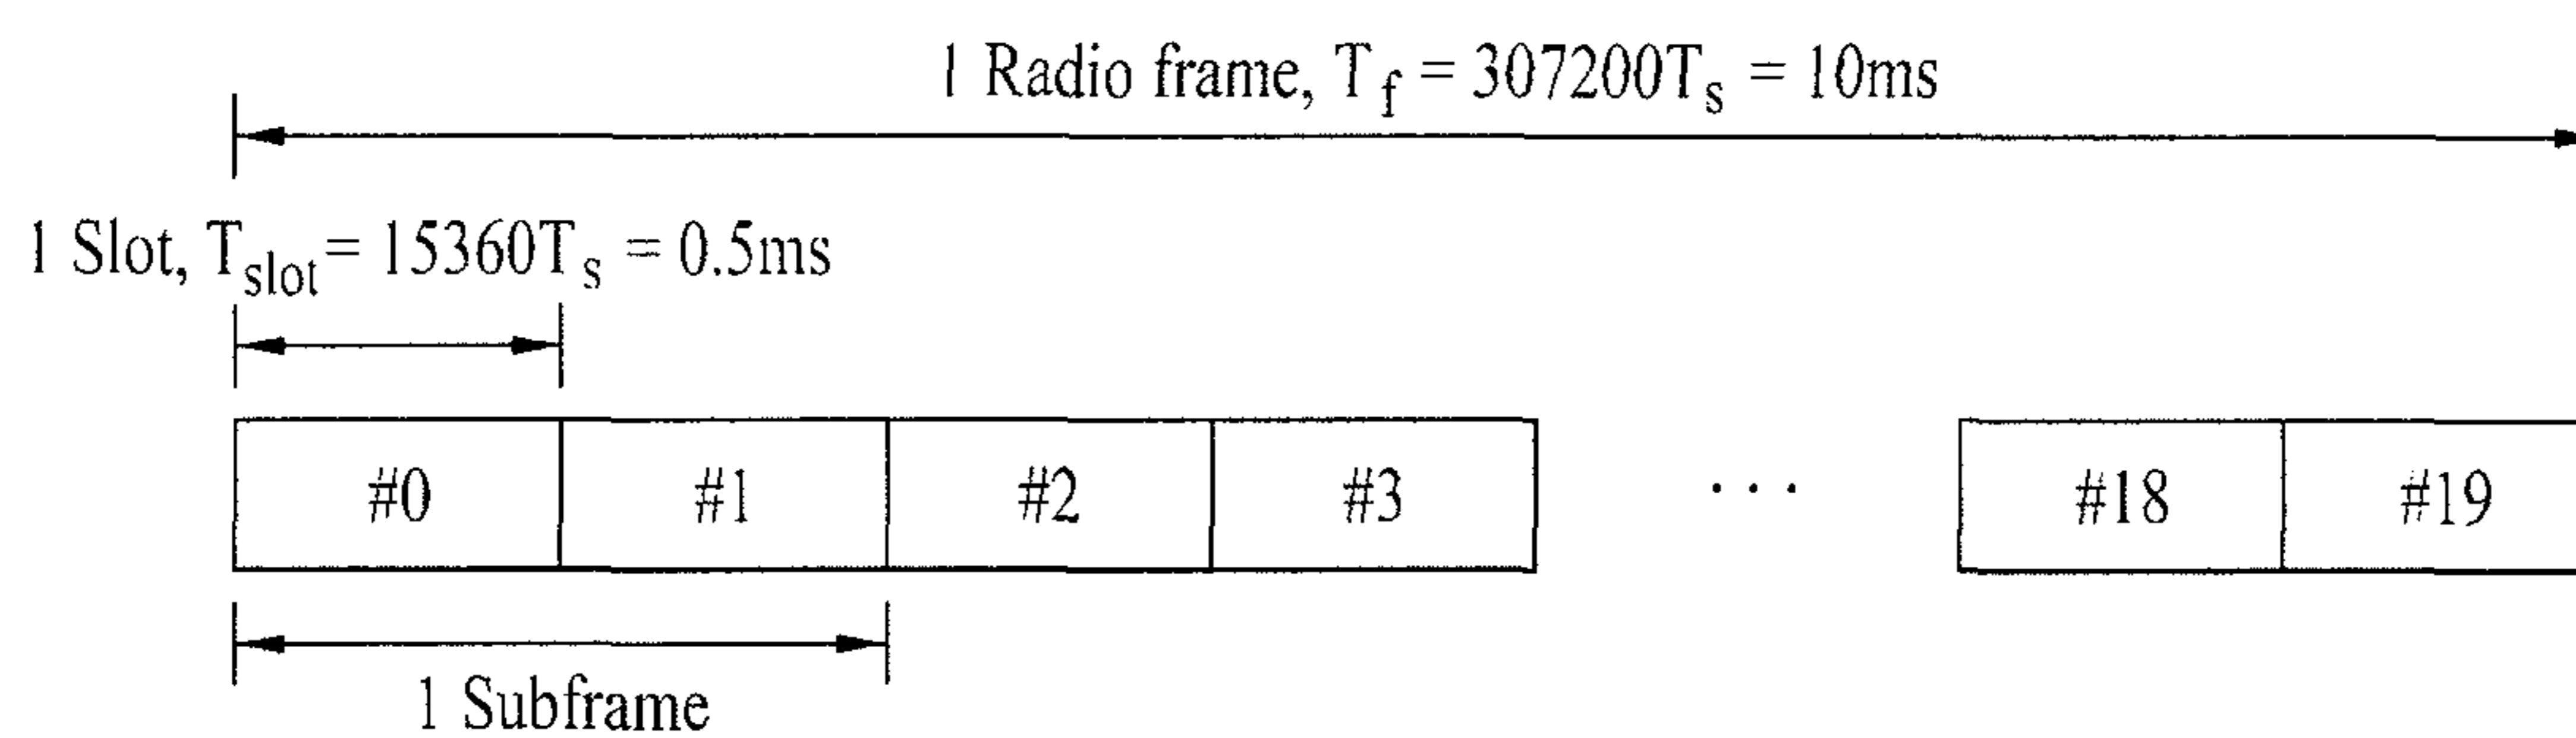 1 Radio frame, T_f = 307200T_s = 10ms
1 Slot, T_slot = 15360T_s = 0.5ms
#0 #1 #2 #3 ... #18 #19
1 Subframe